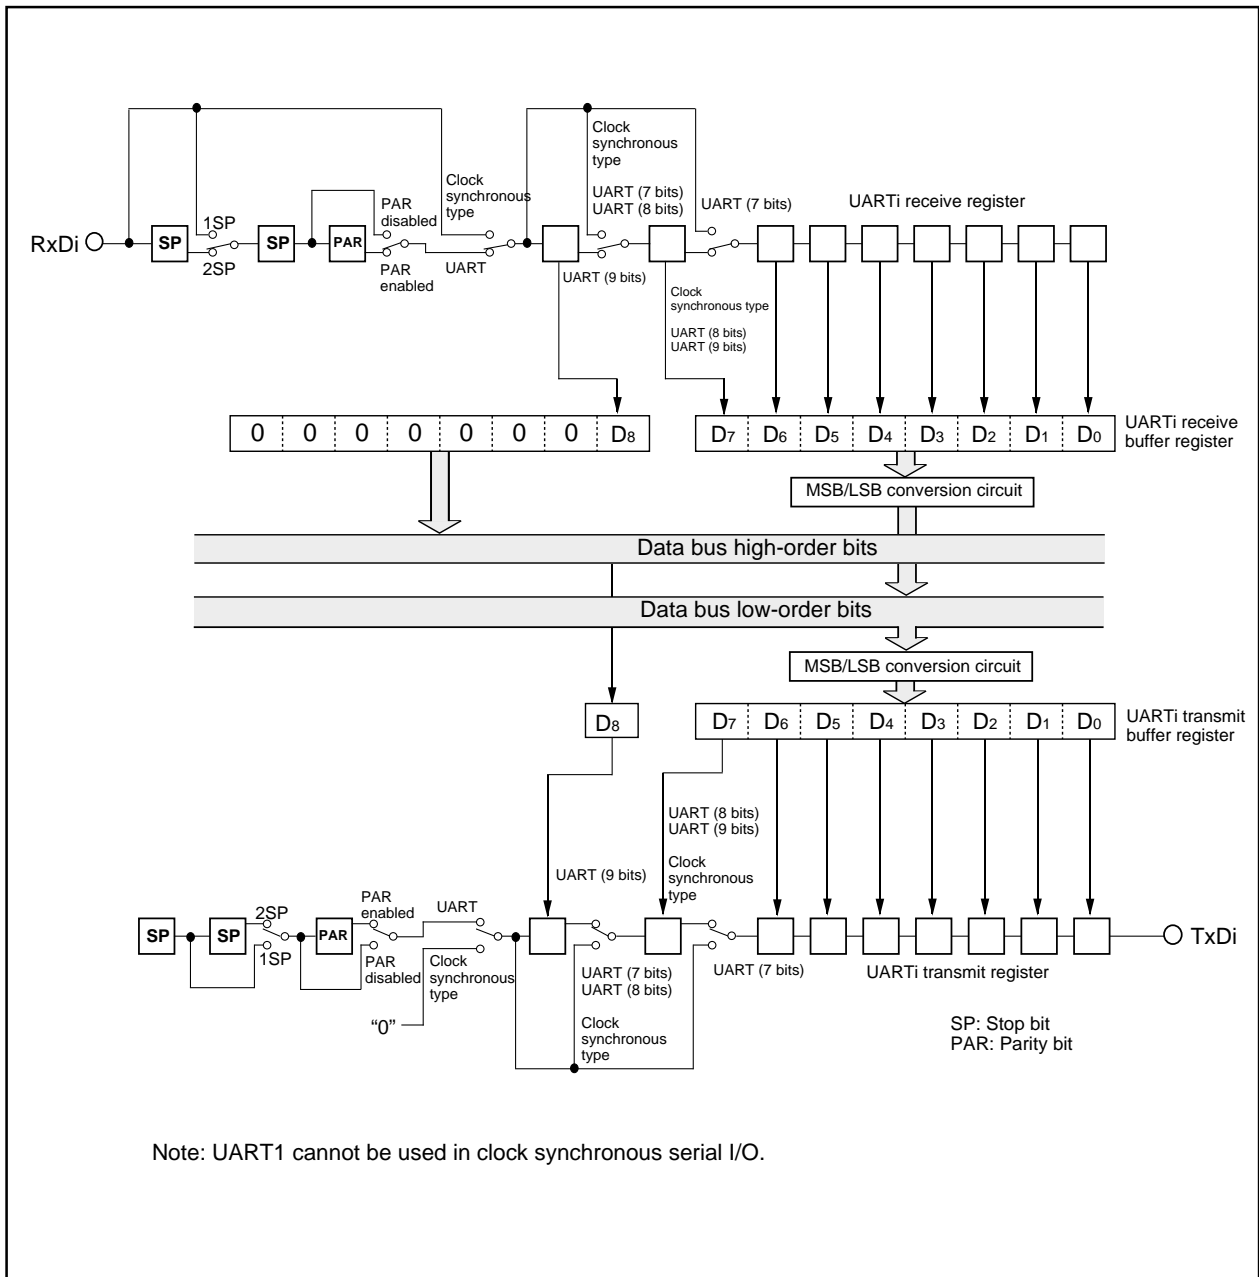 Clock
synchronous
type
UART (7 bits)
UART (8 bits)
Clock
synchronous
type
PAR
disabled
UART (7 bits)
UARTi receive register
1SP
RxDi
SP
SP
PAR
2SP
PAR
enabled
UART
UART (9 bits)
Clock
synchronous type
UART (8 bits)
UART (9 bits)
0 0 0 0 0 0 0 D8
D7 D6 D5 D4 D3 D2 D1 D0
UARTi receive
buffer register
MSB/LSB conversion circuit
Data bus high-order bits
Data bus low-order bits
MSB/LSB conversion circuit
D8
D7 D6 D5 D4 D3 D2 D1 D0
UARTi transmit
buffer register
UART (8 bits)
UART (9 bits)
Clock
synchronous
type
UART (9 bits)
PAR
enabled
UART
2SP
SP
SP
PAR
TxDi
1SP
PAR
disabled
Clock
synchronous
type
UART (7 bits)
UART (8 bits)
UART (7 bits)
UARTi transmit register
“0”
Clock
synchronous
type
SP: Stop bit
PAR: Parity bit
Note: UART1 cannot be used in clock synchronous serial I/O.